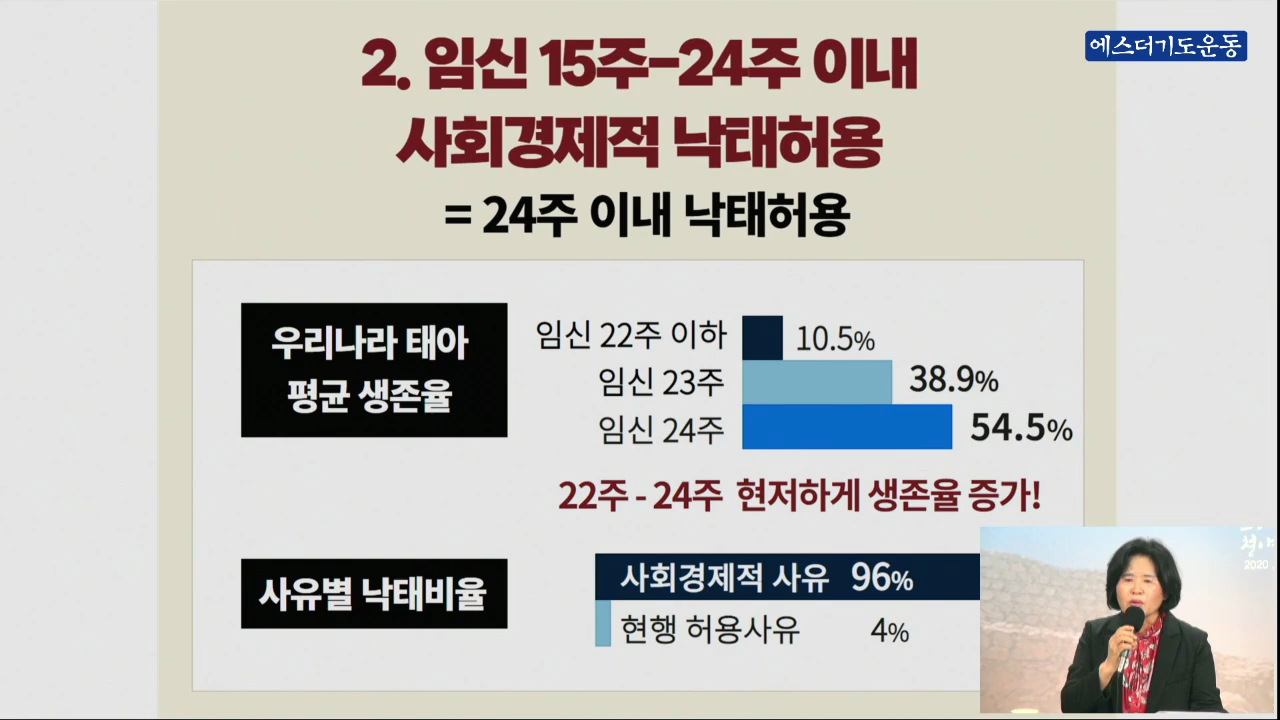 에스더기도운동
2. 임신 15주-24주 이내
사회경제적 낙태허용
= 24주 이내 낙태허용
우리나라 태아
평균 생존율
임신 22주 이하 10.5%
임신 23주 38.9%
임신 24주 54.5%
22주 - 24주 현저하게 생존율 증가!
사유별 낙태비율
사회경제적 사유 96%
현행 허용사유 4%
2020